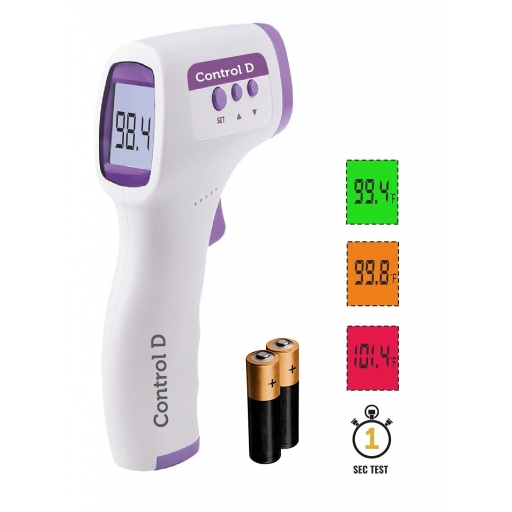 Control D
SET
98.4
Control D
99.4°F
99.8°F
101.4°F
+
+
1
SEC TEST